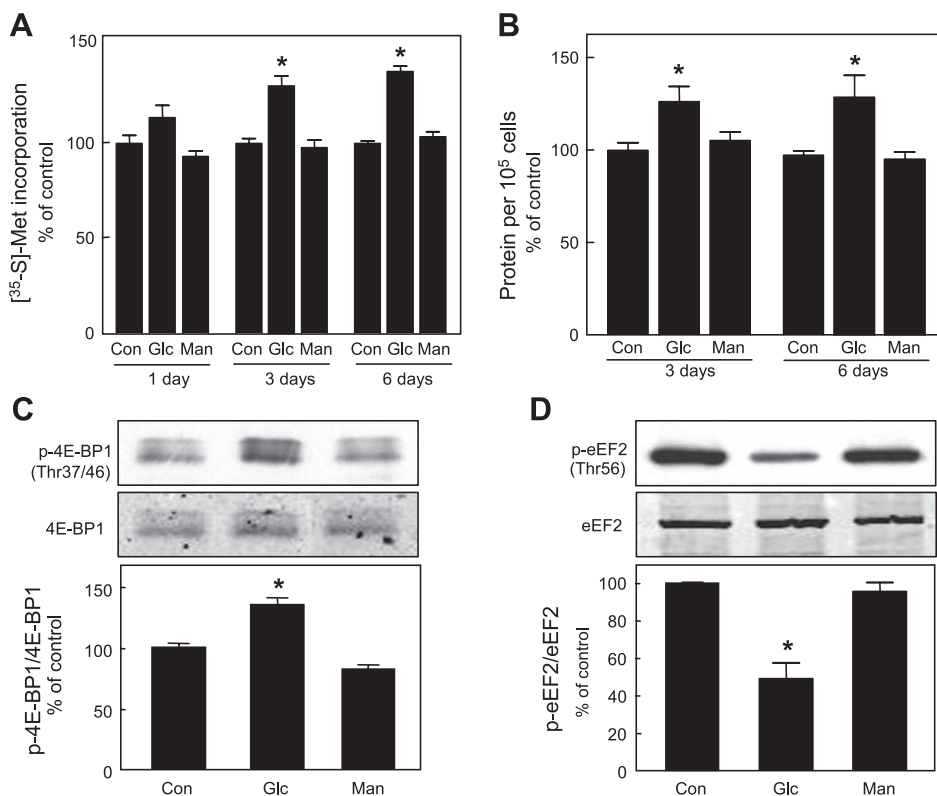 A
[³⁵-S]-Met incorporation
% of control
150
100
50
0
*
*
Con Glc Man Con Glc Man Con Glc Man
1 day 3 days 6 days
B
Protein per 10⁵ cells
% of control
150
100
50
0
*
*
Con Glc Man Con Glc Man
3 days 6 days
C
p-4E-BP1
(Thr37/46)
4E-BP1
p-4E-BP1/4E-BP1
% of control
150
100
50
0
*
Con Glc Man
D
p-eEF2
(Thr56)
eEF2
p-eEF2/eEF2
% of control
100
80
60
40
20
0
*
Con Glc Man